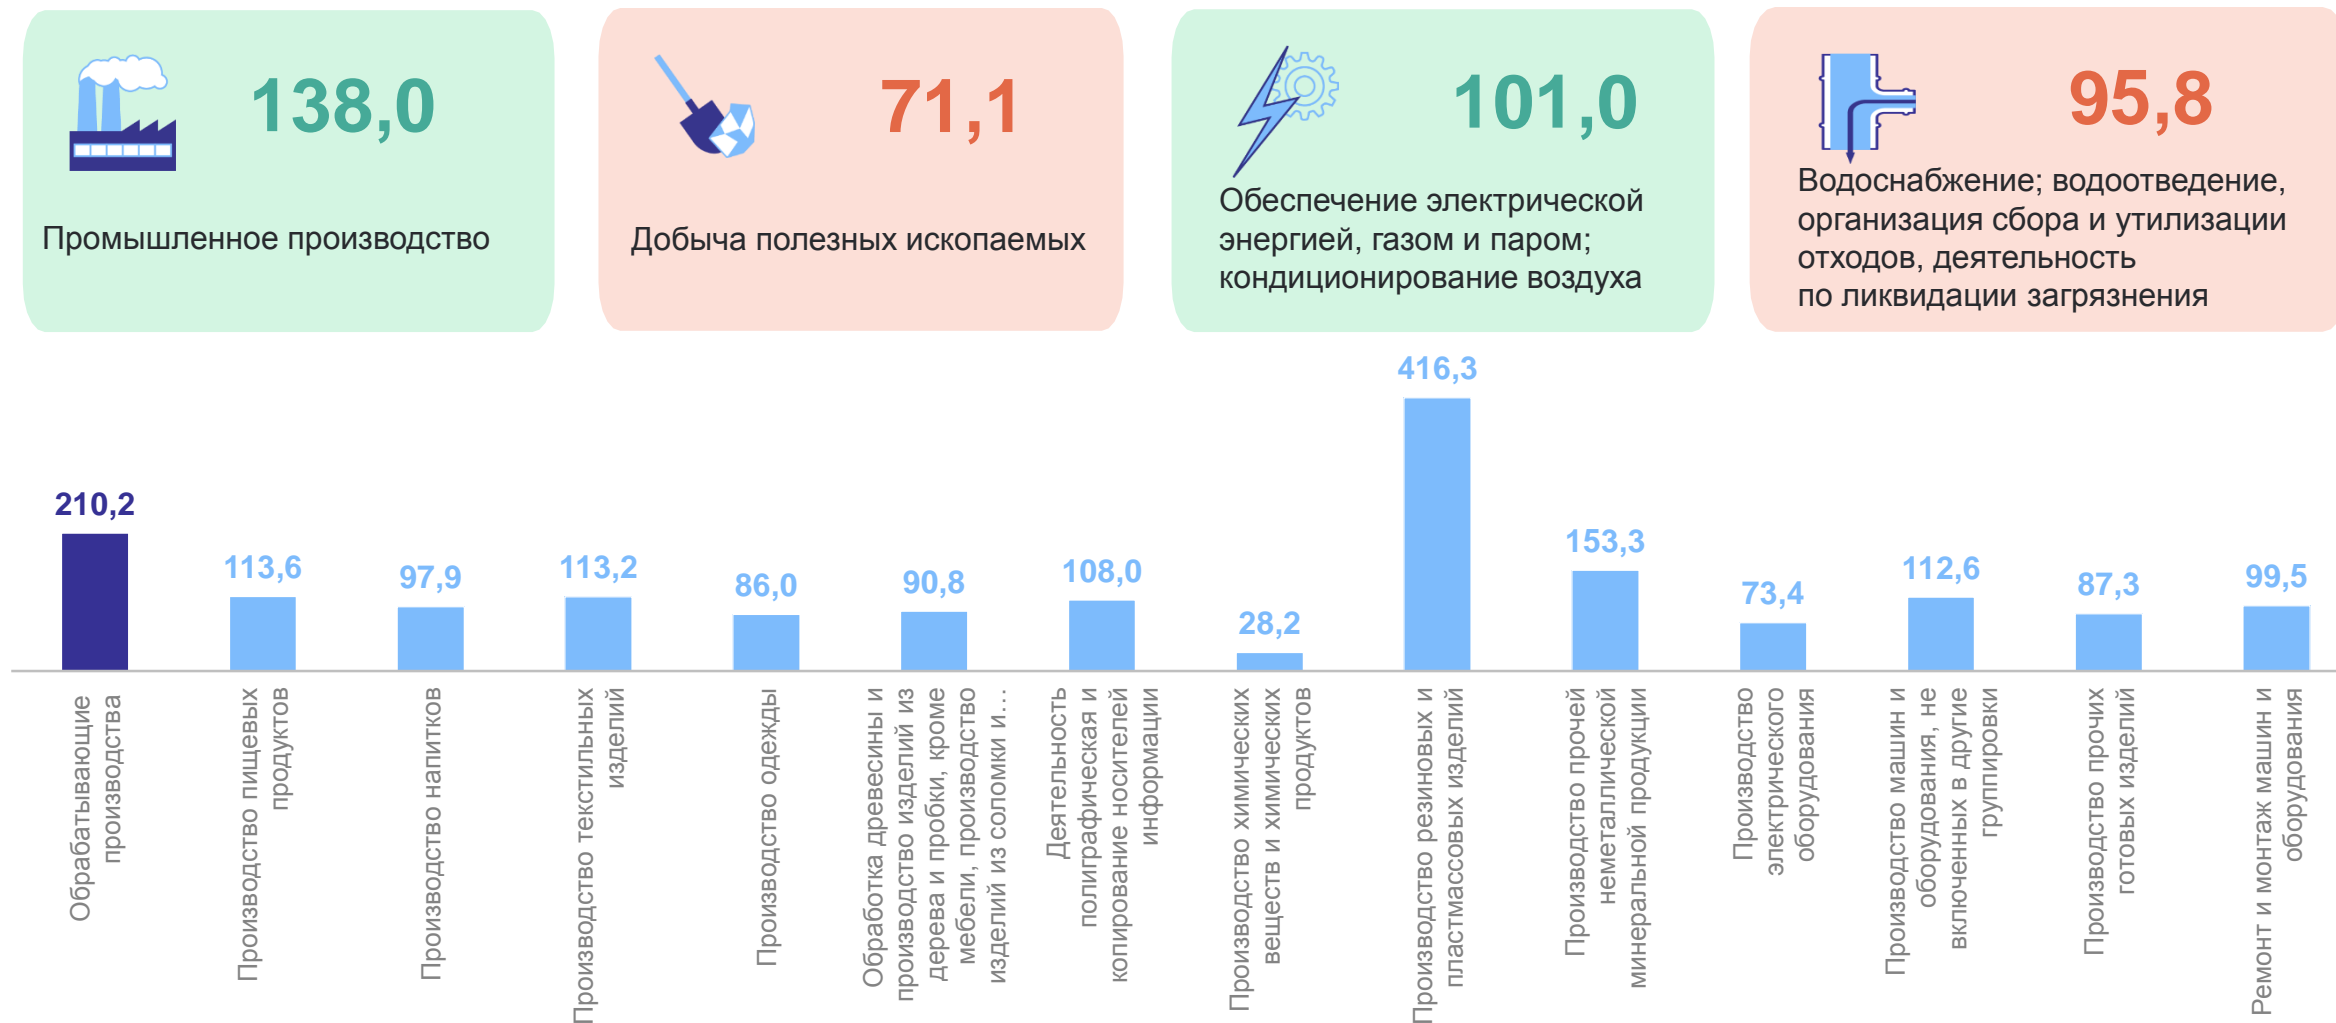 138,0
Промышленное производство
71,1
Добыча полезных ископаемых
101,0
Обеспечение электрической
энергией, газом и паром;
кондиционирование воздуха
95,8
Водоснабжение; водоотведение,
организация сбора и утилизации
отходов, деятельность
по ликвидации загрязнения
210,2
113,6
97,9
113,2
86,0
90,8
108,0
28,2
416,3
153,3
73,4
112,6
87,3
99,5
Обрабатывающие
производства
Производство пищевых
продуктов
Производство напитков
Производство текстильных
изделий
Производство одежды
Обработка древесины и
производство изделий из
дерева и пробки, кроме
мебели, производство
изделий из соломки и…
Деятельность
полиграфическая и
копирование носителей
информации
Производство химических
веществ и химических
продуктов
Производство резиновых и
пластмассовых изделий
Производство прочей
неметаллической
минеральной продукции
Производство
электрического
оборудования
Производство машин и
оборудования, не
включенных в другие
группировки
Производство прочих
готовых изделий
Ремонт и монтаж машин и
оборудования